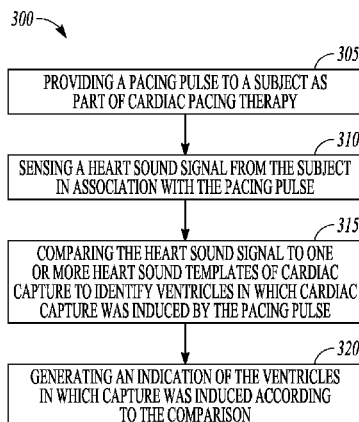 300
305
PROVIDING A PACING PULSE TO A SUBJECT AS
PART OF CARDIAC PACING THERAPY
310
SENSING A HEART SOUND SIGNAL FROM THE SUBJECT
IN ASSOCIATION WITH THE PACING PULSE
315
COMPARING THE HEART SOUND SIGNAL TO ONE
OR MORE HEART SOUND TEMPLATES OF CARDIAC
CAPTURE TO IDENTIFY VENTRICLES IN WHICH CARDIAC
CAPTURE WAS INDUCED BY THE PACING PULSE
320
GENERATING AN INDICATION OF THE VENTRICLES
IN WHICH CAPTURE WAS INDUCED ACCORDING
TO THE COMPARISON